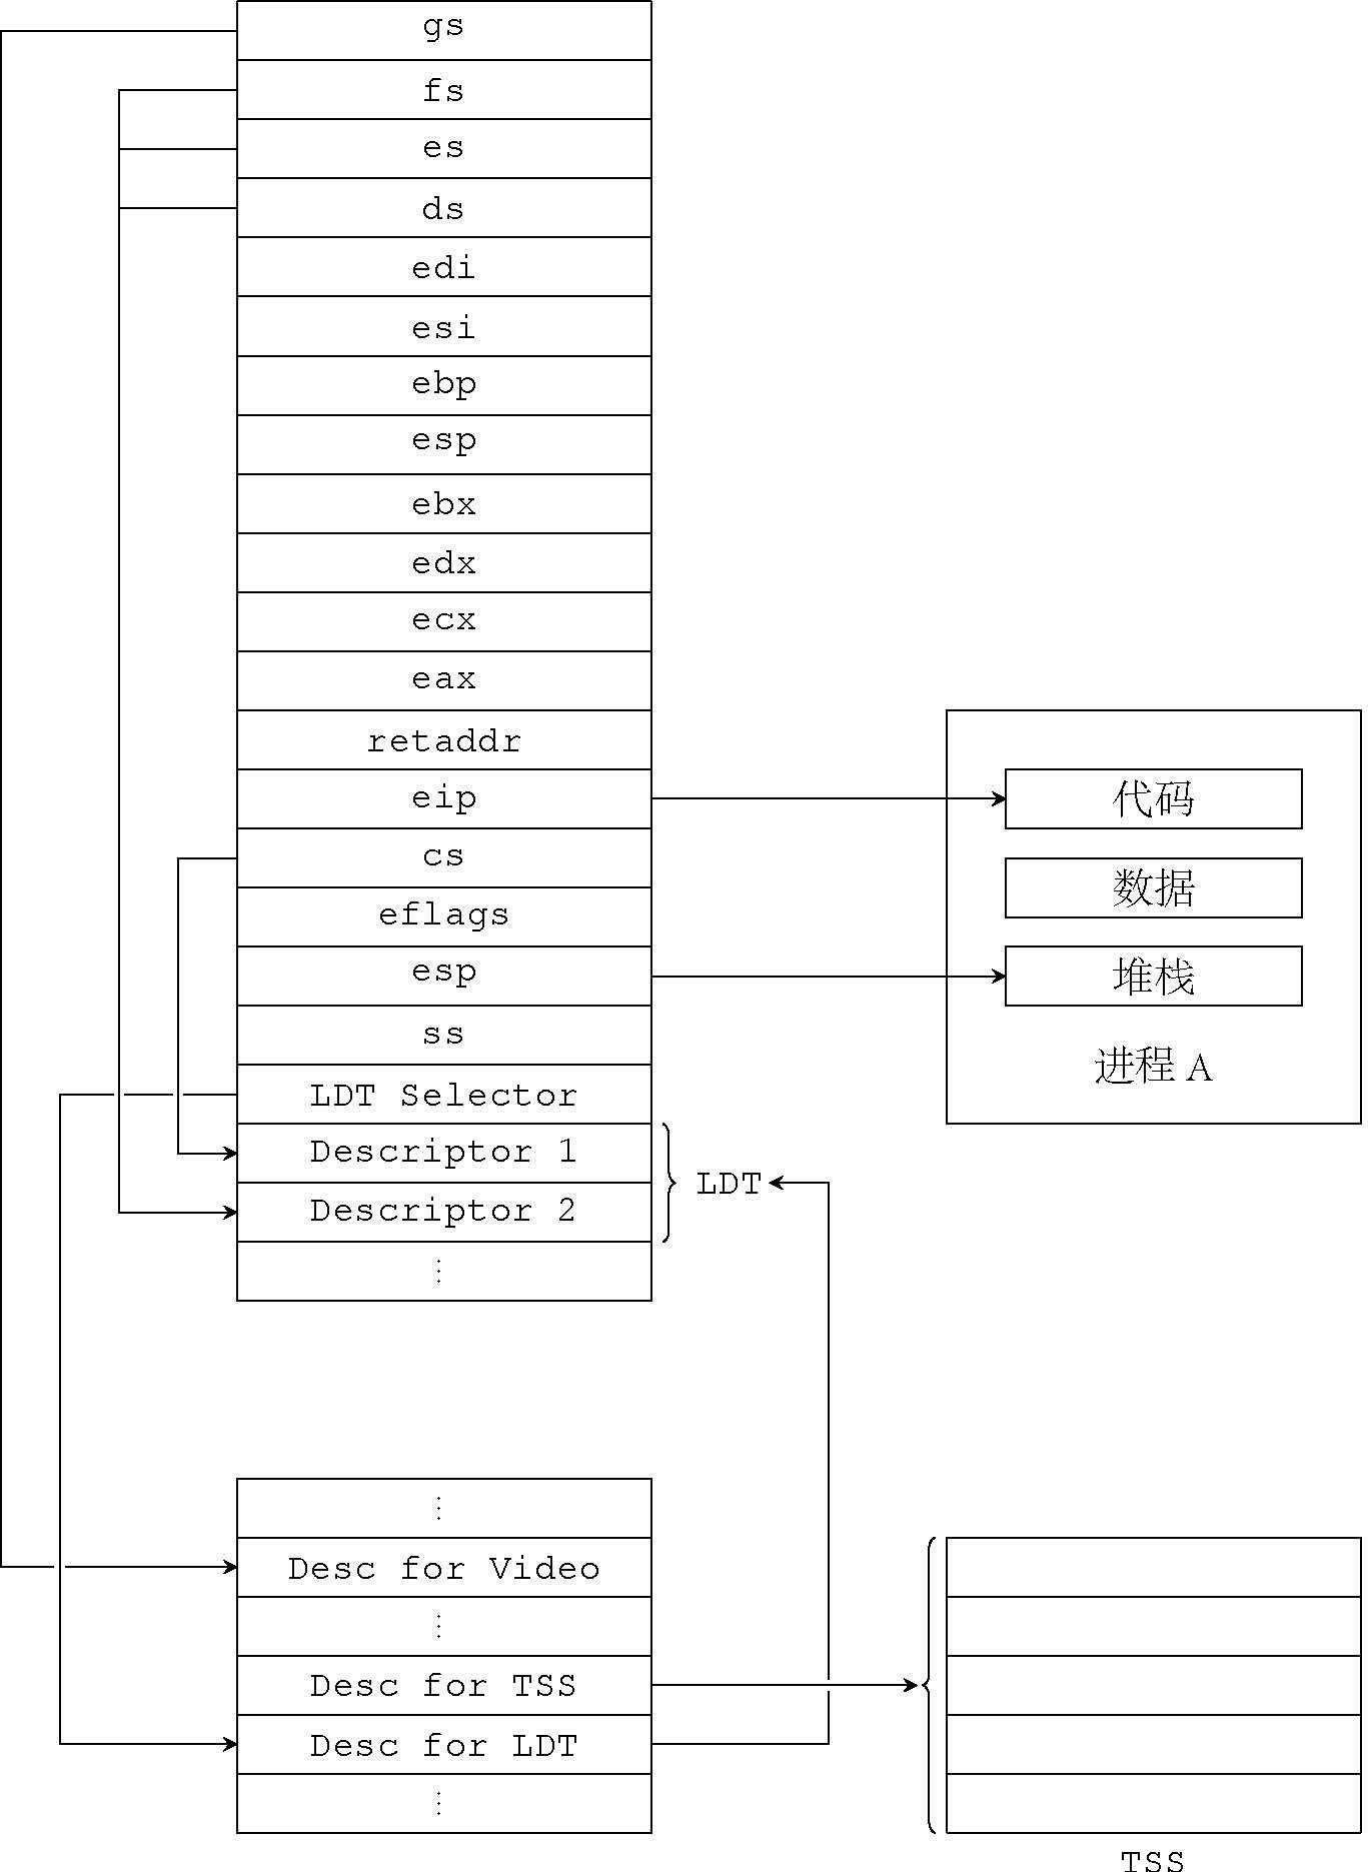 gs
fs
es
ds
edi
esi
ebp
esp
ebx
edx
ecx
eax
retaddr
eip
cs
eflags
esp
ss
LDT Selector
Descriptor 1
Descriptor 2
⋮
LDT
代码
数据
堆栈
进程 A
⋮
Desc for Video
⋮
Desc for TSS
Desc for LDT
⋮
TSS